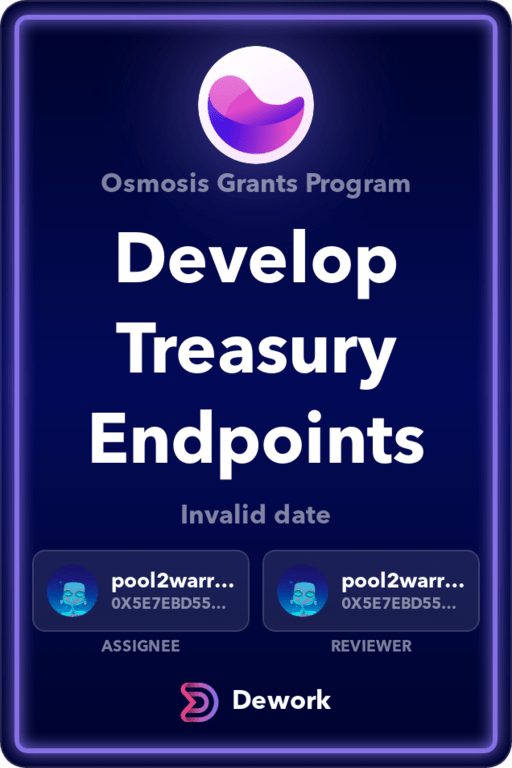 Osmosis Grants Program
Develop
Treasury
Endpoints
Invalid date
pool2warr... pool2warr...
0X5E7EBD55... 0X5E7EBD55...
ASSIGNEE REVIEWER
Dework